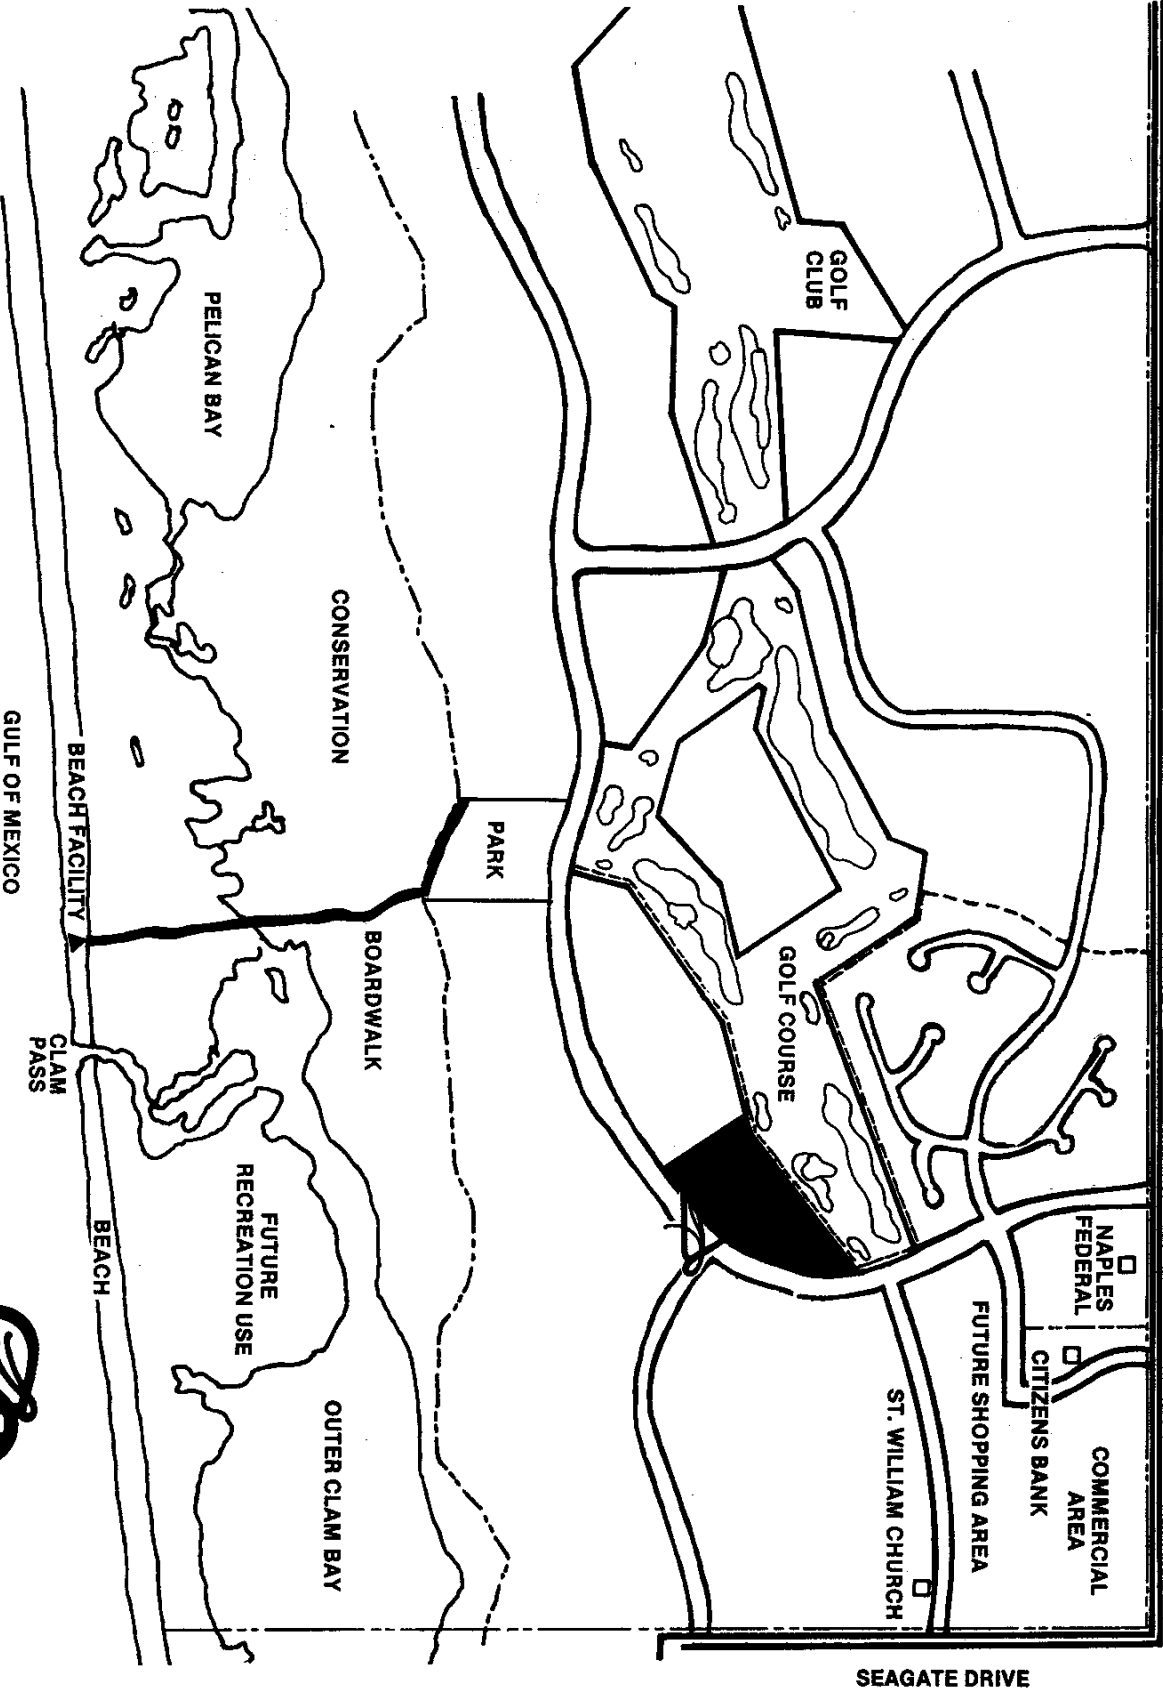 GOLF
CLUB
PELICAN BAY
CONSERVATION
GULF OF MEXICO
BEACH FACILITY
PARK
BOARDWALK
GOLF COURSE
CLAM
PASS
FUTURE
RECREATION USE
BEACH
NAPLES
FEDERAL
CITIZENS BANK
COMMERCIAL
AREA
FUTURE SHOPPING AREA
ST. WILLIAM CHURCH
OUTER CLAM BAY
SEAGATE DRIVE